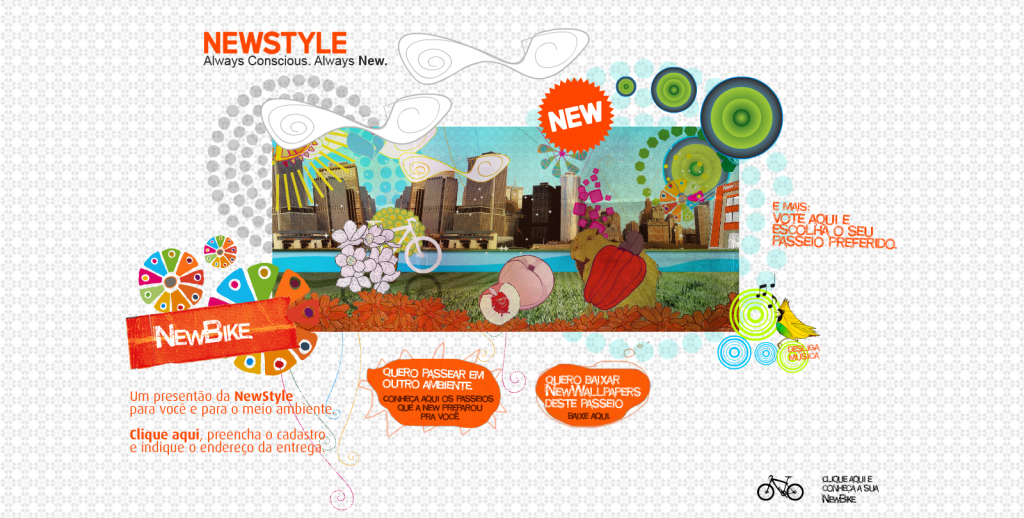 NEWSTYLE
Always Conscious. Always New.
NEW
E MAIS:
VOTE AQUI E
ESCOLHA O SEU
PASSEIO PREFERIDO.
NEWBIKE
DESLIGA
MÚSICA
QUERO PASSEAR EM
OUTRO AMBIENTE.
CONHEÇA AQUI OS PASSEIOS
QUE A NEW PREPAROU
PRA VOCÊ
QUERO BAIXAR
NEWWALLPAPERS
DESTE PASSEIO
BAIXE AQUI.
Um presentão da NewStyle
para você e para o meio ambiente.
Clique aqui, preencha o cadastro
e indique o endereço da entrega.
CLIQUE AQUI E
CONHEÇA A SUA
NEWBIKE